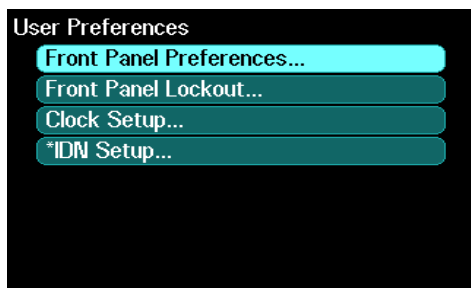 User Preferences
Front Panel Preferences...
Front Panel Lockout...
Clock Setup...
*IDN Setup...